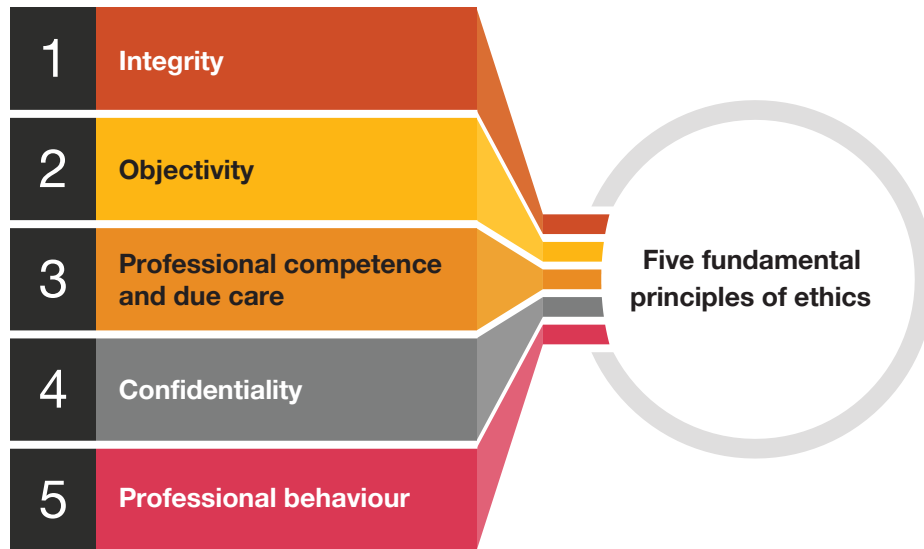 1
Integrity
2
Objectivity
3
Professional competence
and due care
4
Confidentiality
5
Professional behaviour
Five fundamental
principles of ethics